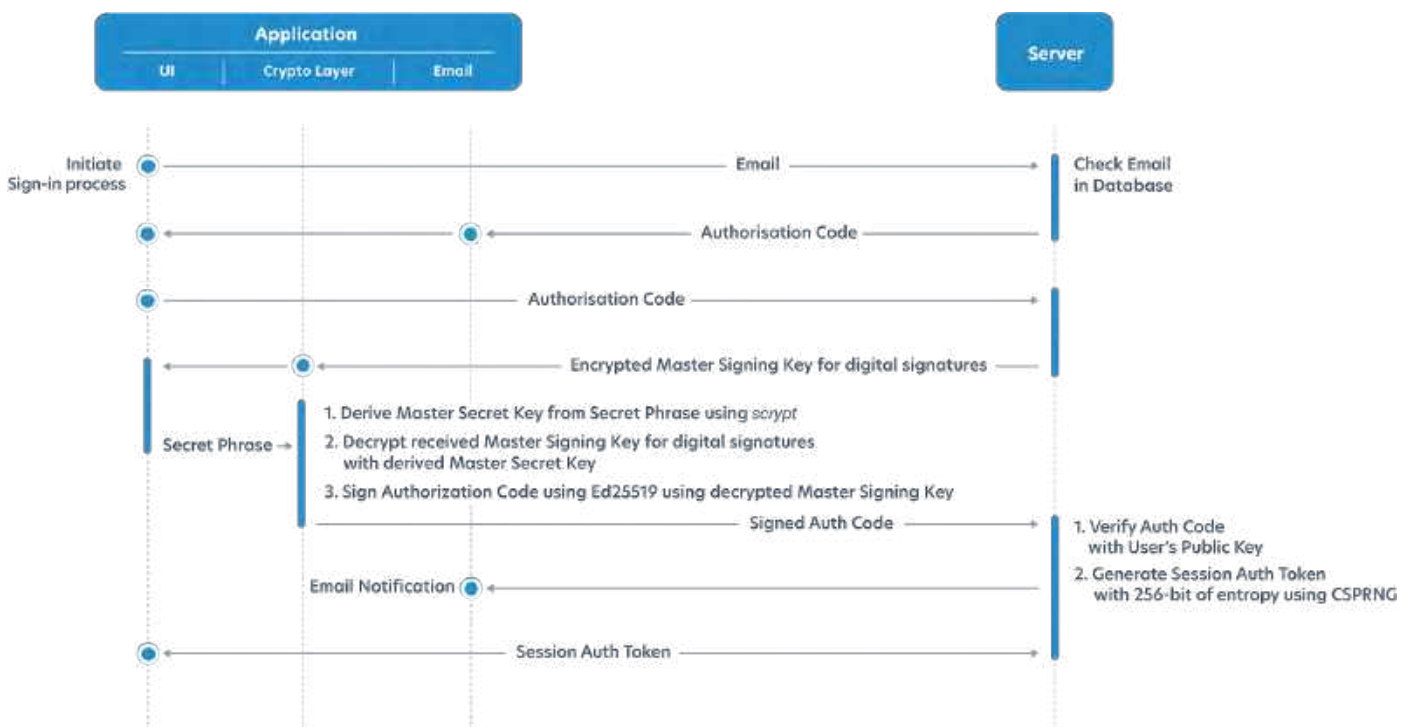 Application
Server
UI
Crypto Layer
Email
Initiate
Sign-in process
Email
Check Email
in Database
Authorisation Code
Authorisation Code
Encrypted Master Signing Key for digital signatures
1. Derive Master Secret Key from Secret Phrase using scrypt
Secret Phrase
2. Decrypt received Master Signing Key for digital signatures
with derived Master Secret Key
3. Sign Authorization Code using Ed25519 using decrypted Master Signing Key
Signed Auth Code
1. Verify Auth Code
with User's Public Key
Email Notification
2. Generate Session Auth Token
with 256-bit of entropy using CSPRNG
Session Auth Token